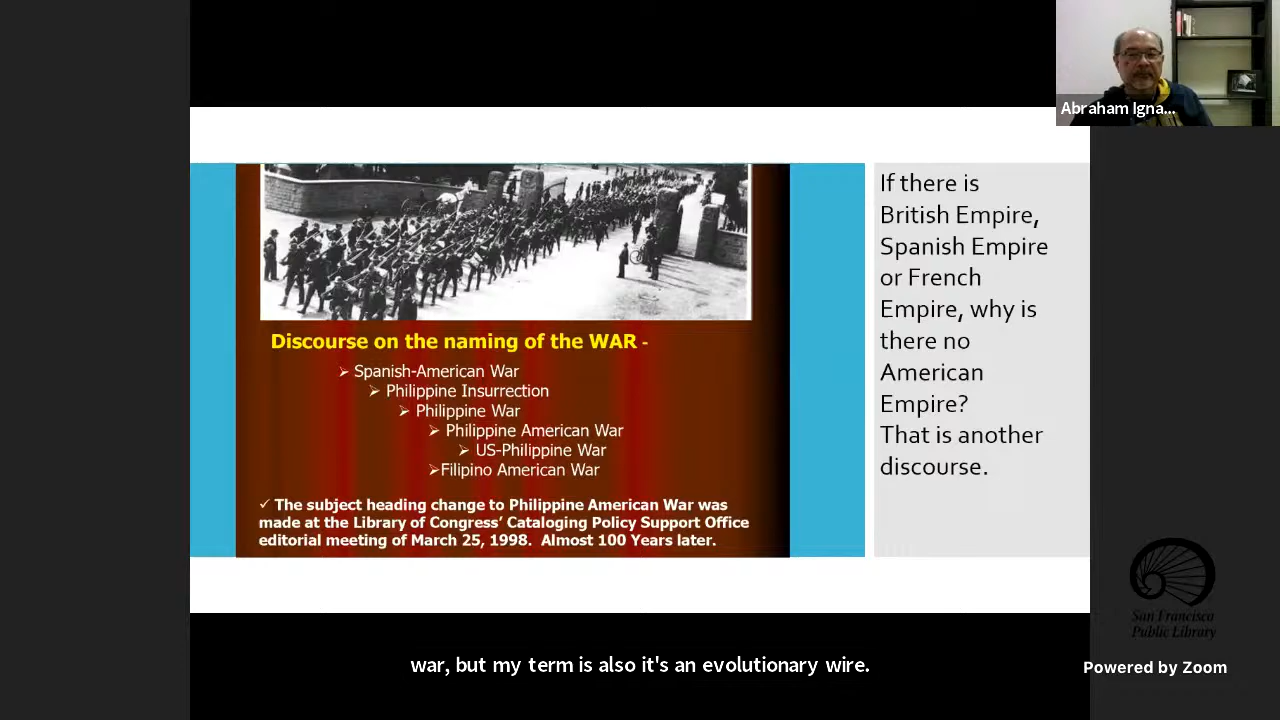 Abraham Igna...
If there is
British Empire,
Spanish Empire
or French
Empire, why is
there no
American
Empire?
That is another
discourse.
Discourse on the naming of the WAR -
➢ Spanish-American War
➢ Philippine Insurrection
➢ Philippine War
➢ Philippine American War
➢ US-Philippine War
➢Filipino American War
✓ The subject heading change to Philippine American War was
made at the Library of Congress’ Cataloging Policy Support Office
editorial meeting of March 25, 1998. Almost 100 Years later.
San Francisco
Public Library
war, but my term is also it's an evolutionary wire.
Powered by Zoom